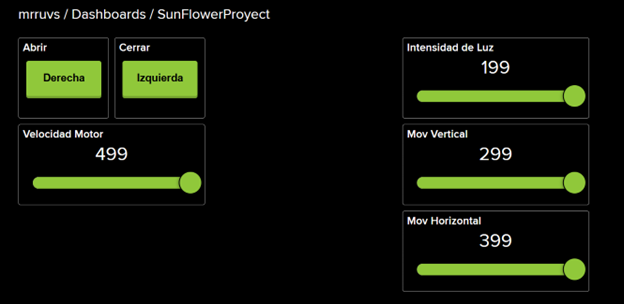 mrruvs / Dashboards / SunFlowerProyect
Abrir
Derecha
Cerrar
Izquierda
Velocidad Motor
499
Intensidad de Luz
199
Mov Vertical
299
Mov Horizontal
399